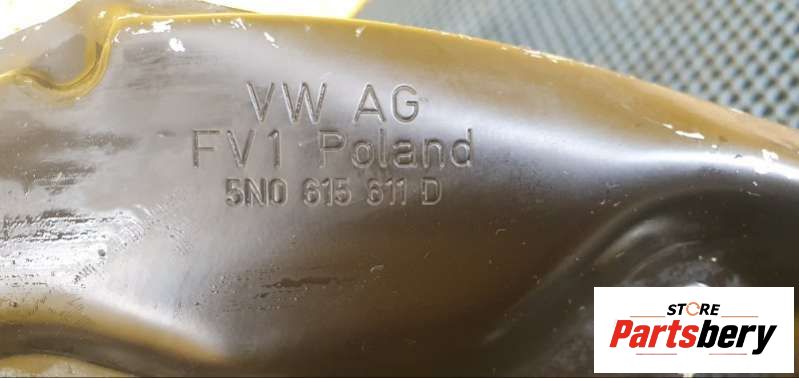 VW AG
FV1 Poland
5N0 615 611 D
STORE
Partsbery